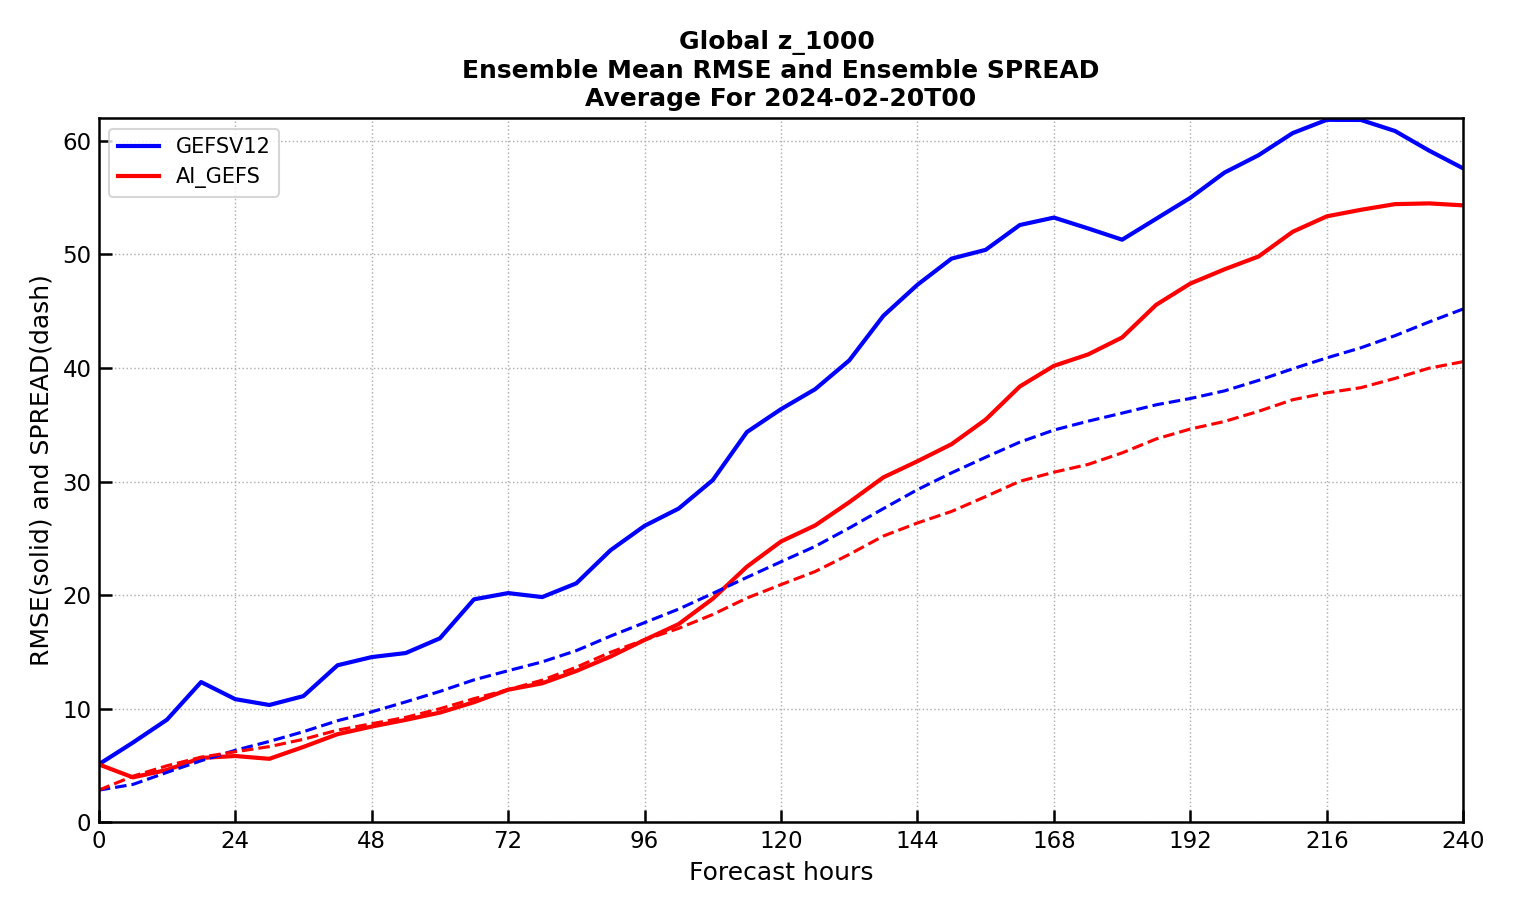 Global z_1000
Ensemble Mean RMSE and Ensemble SPREAD
Average For 2024-02-20T00
GEFSV12
AI_GEFS
RMSE(solid) and SPREAD(dash)
60
50
40
30
20
10
0
0 24 48 72 96 120 144 168 192 216 240
Forecast hours